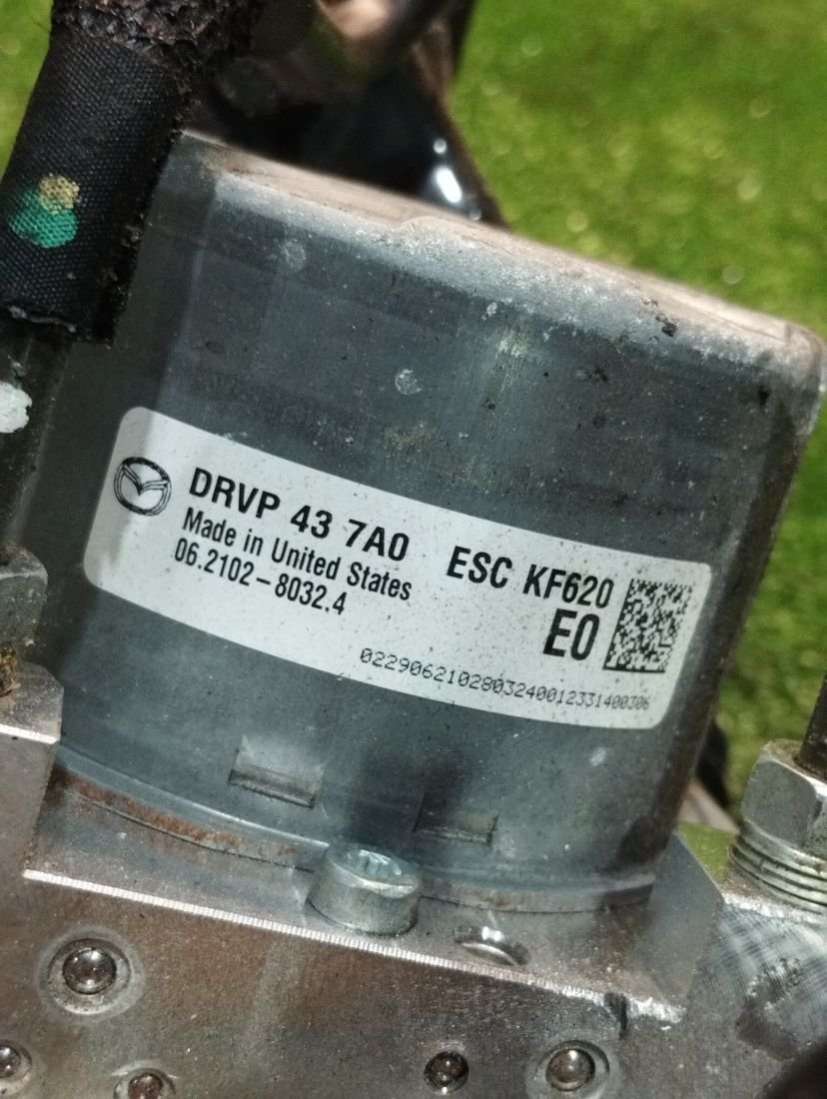 DRVP 43 7A0 ESC KF620
Made in United States E0
06.2102-8032.4
0229062102803240012331400306